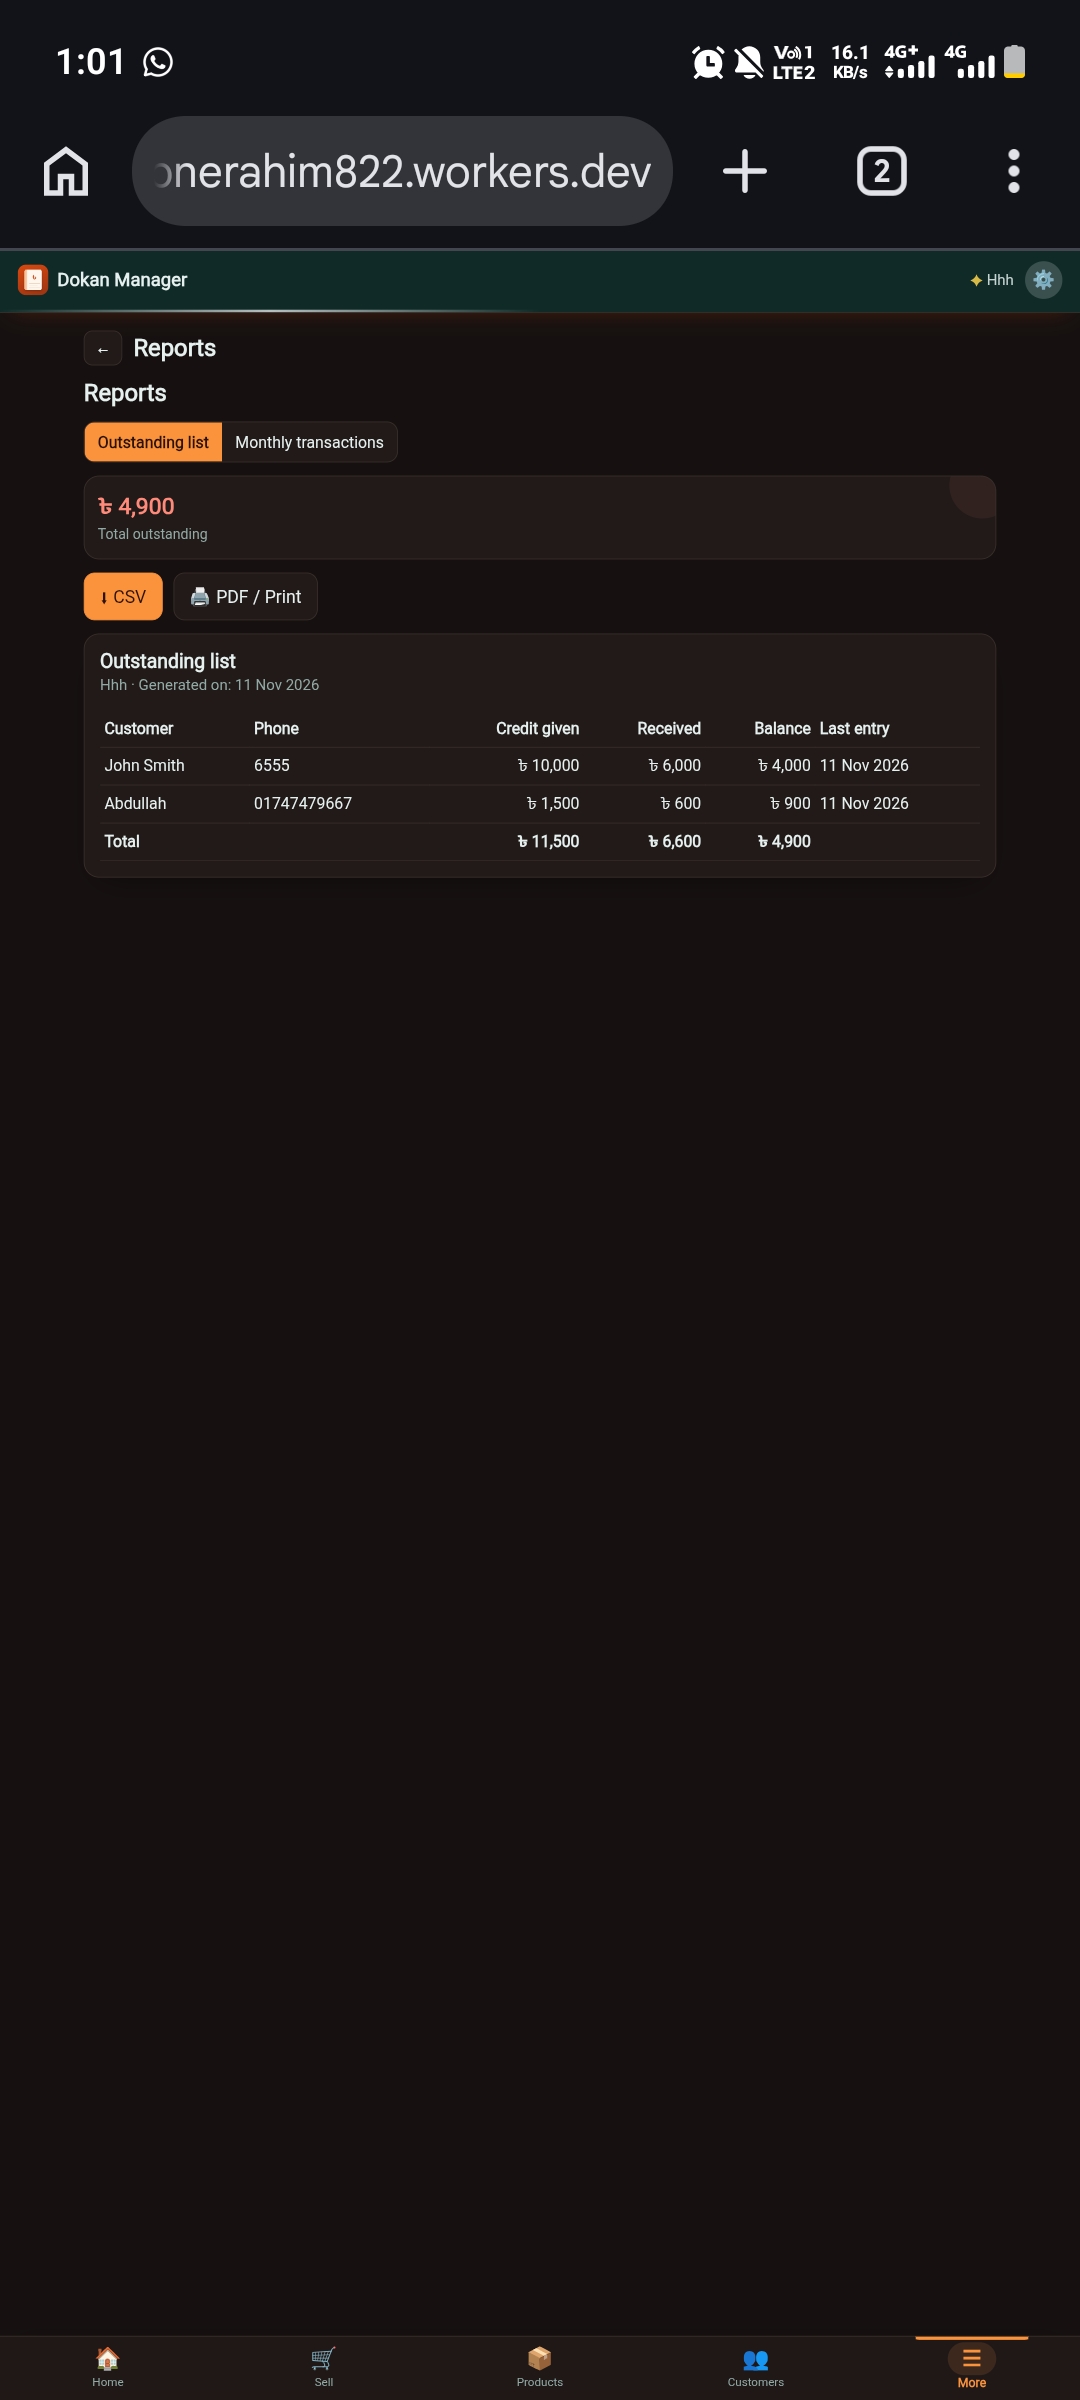 1:01
Vo) 1
LTE2
16.1
KB/s
4G+
4G
onerahim822.workers.dev
2
Dokan Manager
Hhh
← Reports
Reports
Outstanding list
Monthly transactions
৳ 4,900
Total outstanding
⭳ CSV
PDF / Print
Outstanding list
Hhh · Generated on: 11 Nov 2026
Customer Phone Credit given Received Balance Last entry
John Smith 6555 ৳ 10,000 ৳ 6,000 ৳ 4,000 11 Nov 2026
Abdullah 01747479667 ৳ 1,500 ৳ 600 ৳ 900 11 Nov 2026
Total ৳ 11,500 ৳ 6,600 ৳ 4,900
Home
Sell
Products
Customers
More